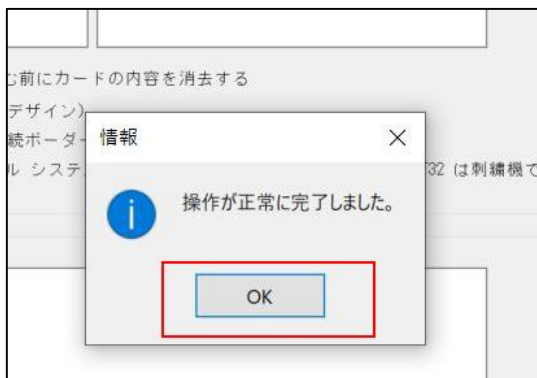 む前にカードの内容を消去する
デザイン)
続ボーダー
ル システ
32 は刺繍機で
情報
操作が正常に完了しました。
OK